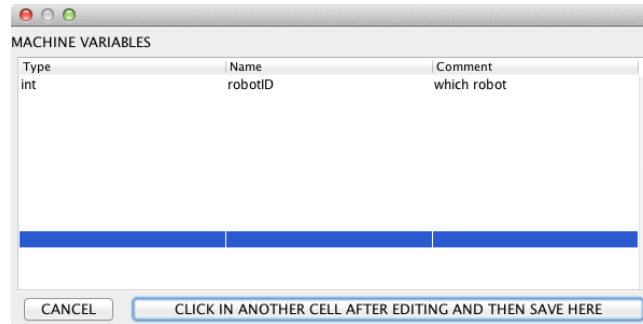 MACHINE VARIABLES
Type Name Comment
int robotID which robot
CANCEL CLICK IN ANOTHER CELL AFTER EDITING AND THEN SAVE HERE